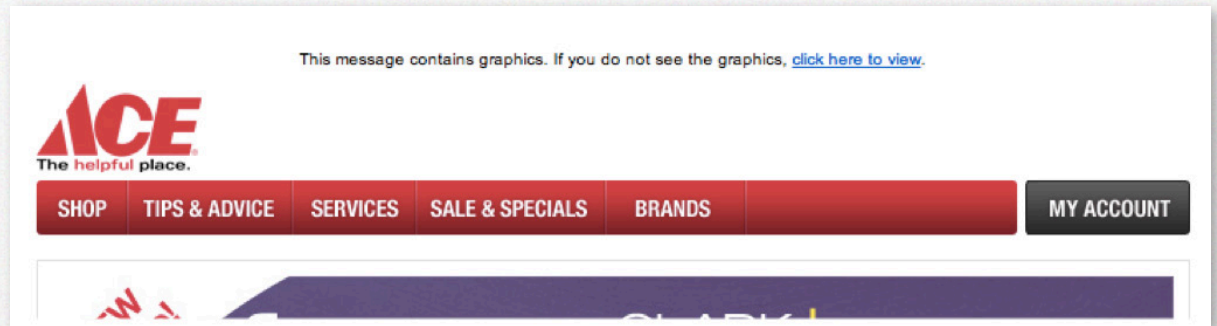 This message contains graphics. If you do not see the graphics, click here to view.
ACE
The helpful place.
SHOP TIPS & ADVICE SERVICES SALE & SPECIALS BRANDS MY ACCOUNT